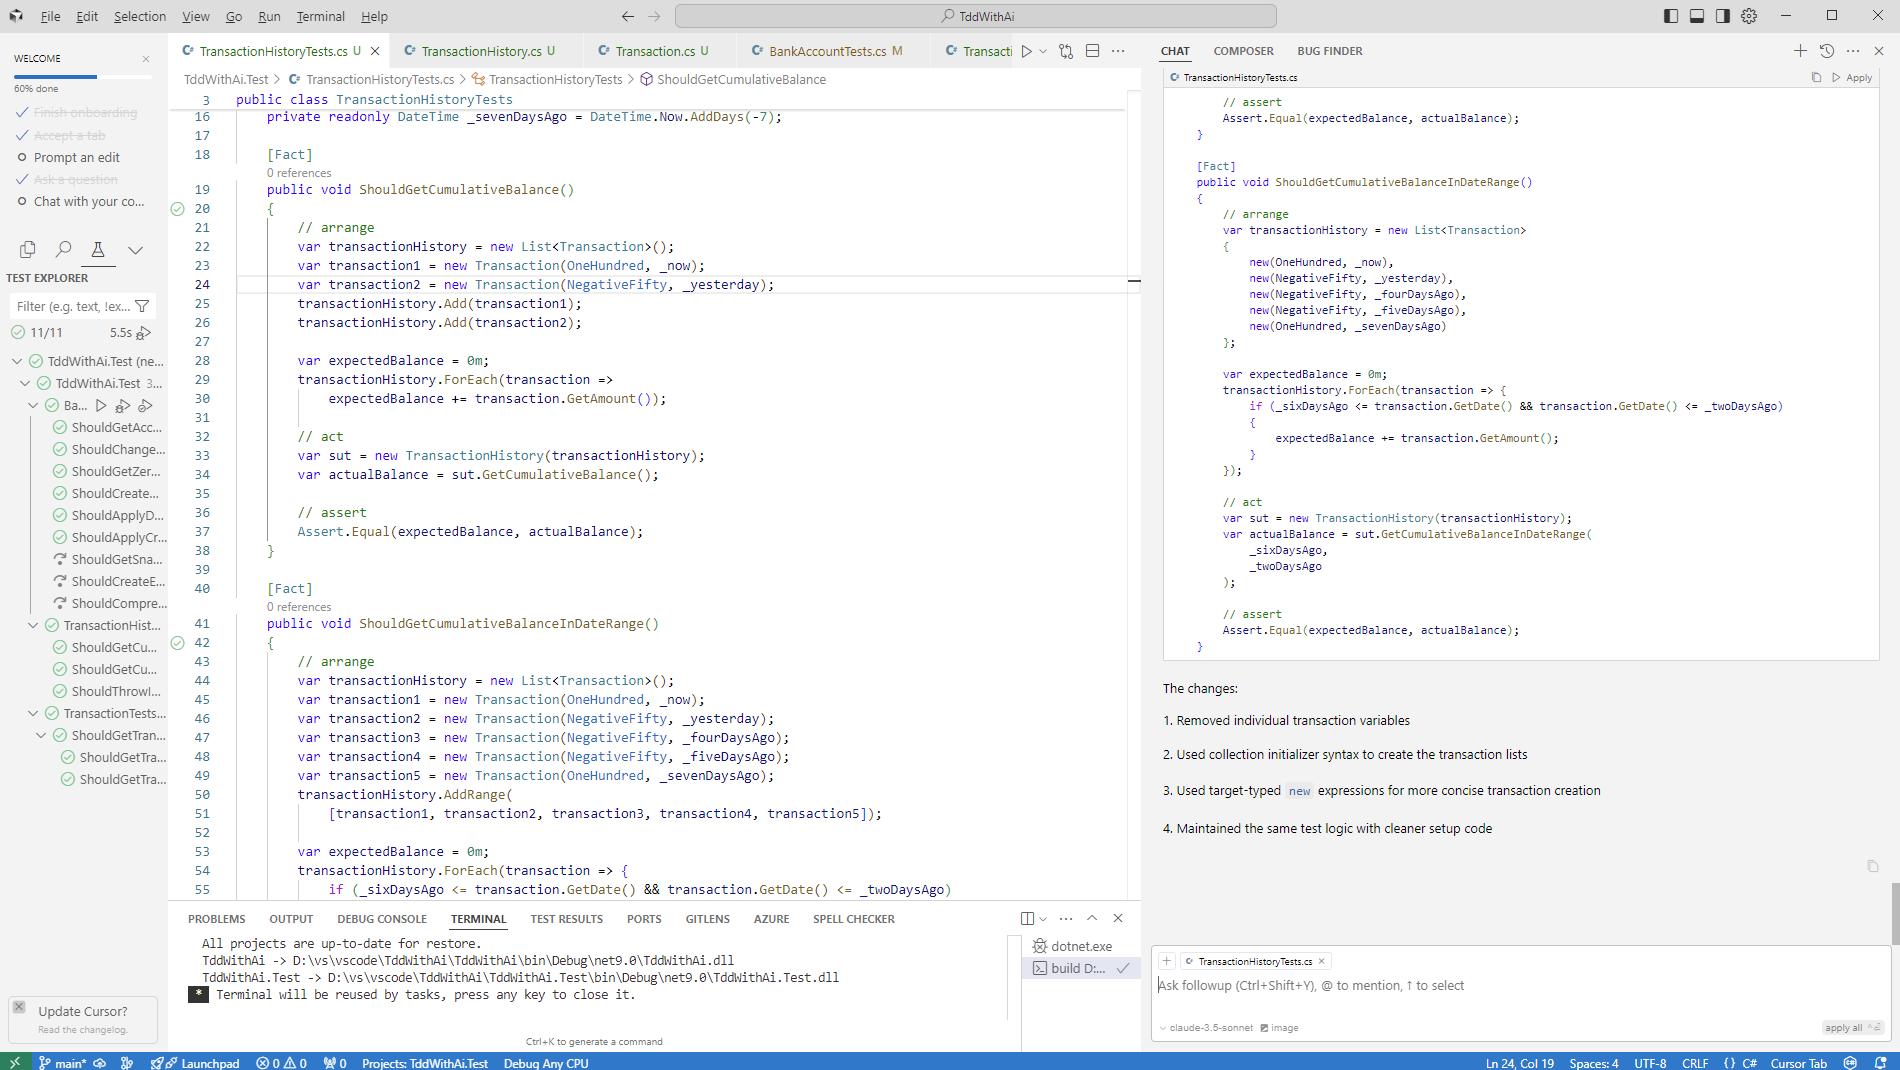 File Edit Selection View Go Run Terminal Help
TddWithAi
WELCOME
60% done
Finish onboarding
Accept a tab
Prompt an edit
Ask a question
Chat with your co...
TEST EXPLORER
Filter (e.g. text, !ex...
11/11 5.5s
TddWithAi.Test (ne...
TddWithAi.Test 3...
Ba...
ShouldGetAcc...
ShouldChange...
ShouldGetZer...
ShouldCreate...
ShouldApplyD...
ShouldApplyCr...
ShouldGetSna...
ShouldCreateE...
ShouldCompre...
TransactionHist...
ShouldGetCu...
ShouldGetCu...
ShouldThrowI...
TransactionTests...
ShouldGetTran...
ShouldGetTra...
ShouldGetTra...
Update Cursor?
Read the changelog.
TransactionHistoryTests.cs U TransactionHistory.cs U Transaction.cs U BankAccountTests.cs M Transacti
TddWithAi.Test > TransactionHistoryTests.cs > TransactionHistoryTests > ShouldGetCumulativeBalance
3 public class TransactionHistoryTests
16 private readonly DateTime _sevenDaysAgo = DateTime.Now.AddDays(-7);
17
18 [Fact]
0 references
19 public void ShouldGetCumulativeBalance()
20 {
21 // arrange
22 var transactionHistory = new List<Transaction>();
23 var transaction1 = new Transaction(OneHundred, _now);
24 var transaction2 = new Transaction(NegativeFifty, _yesterday);
25 transactionHistory.Add(transaction1);
26 transactionHistory.Add(transaction2);
27
28 var expectedBalance = 0m;
29 transactionHistory.ForEach(transaction =>
30 expectedBalance += transaction.GetAmount());
31
32 // act
33 var sut = new TransactionHistory(transactionHistory);
34 var actualBalance = sut.GetCumulativeBalance();
35
36 // assert
37 Assert.Equal(expectedBalance, actualBalance);
38 }
39
40 [Fact]
0 references
41 public void ShouldGetCumulativeBalanceInDateRange()
42 {
43 // arrange
44 var transactionHistory = new List<Transaction>();
45 var transaction1 = new Transaction(OneHundred, _now);
46 var transaction2 = new Transaction(NegativeFifty, _yesterday);
47 var transaction3 = new Transaction(NegativeFifty, _fourDaysAgo);
48 var transaction4 = new Transaction(NegativeFifty, _fiveDaysAgo);
49 var transaction5 = new Transaction(OneHundred, _sevenDaysAgo);
50 transactionHistory.AddRange(
51 [transaction1, transaction2, transaction3, transaction4, transaction5]);
52
53 var expectedBalance = 0m;
54 transactionHistory.ForEach(transaction => {
55 if (_sixDaysAgo <= transaction.GetDate() && transaction.GetDate() <= _twoDaysAgo)
PROBLEMS OUTPUT DEBUG CONSOLE TERMINAL TEST RESULTS PORTS GITLENS AZURE SPELL CHECKER
All projects are up-to-date for restore.
TddWithAi -> D:\vs\vscode\TddWithAi\TddWithAi\bin\Debug\net9.0\TddWithAi.dll
TddWithAi.Test -> D:\vs\vscode\TddWithAi\TddWithAi.Test\bin\Debug\net9.0\TddWithAi.Test.dll
* Terminal will be reused by tasks, press any key to close it.
Ctrl+K to generate a command
dotnet.exe
build D:...
CHAT COMPOSER BUG FINDER
TransactionHistoryTests.cs Apply
// assert
Assert.Equal(expectedBalance, actualBalance);
}
[Fact]
public void ShouldGetCumulativeBalanceInDateRange()
{
// arrange
var transactionHistory = new List<Transaction>
{
new(OneHundred, _now),
new(NegativeFifty, _yesterday),
new(NegativeFifty, _fourDaysAgo),
new(NegativeFifty, _fiveDaysAgo),
new(OneHundred, _sevenDaysAgo)
};
var expectedBalance = 0m;
transactionHistory.ForEach(transaction => {
if (_sixDaysAgo <= transaction.GetDate() && transaction.GetDate() <= _twoDaysAgo)
{
expectedBalance += transaction.GetAmount();
}
});
// act
var sut = new TransactionHistory(transactionHistory);
var actualBalance = sut.GetCumulativeBalanceInDateRange(
_sixDaysAgo,
_twoDaysAgo
);
// assert
Assert.Equal(expectedBalance, actualBalance);
}
The changes:
1. Removed individual transaction variables
2. Used collection initializer syntax to create the transaction lists
3. Used target-typed new expressions for more concise transaction creation
4. Maintained the same test logic with cleaner setup code
+ TransactionHistoryTests.cs
Ask followup (Ctrl+Shift+Y), @ to mention, ↑ to select
claude-3.5-sonnet image apply all
main* Launchpad 0 0 0 Projects: TddWithAi.Test Debug Any CPU Ln 24, Col 19 Spaces: 4 UTF-8 CRLF {} C# Cursor Tab